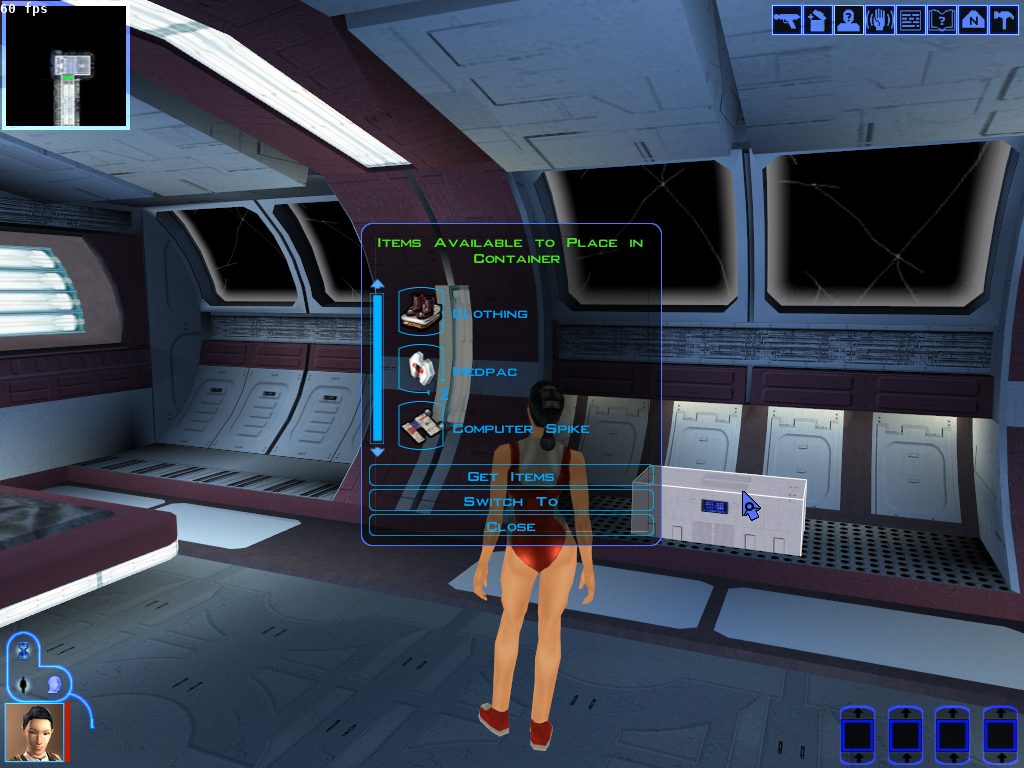 60 fps
Items Available to Place in
Container
Clothing
Medpac
2
Computer Spike
Get Items
Switch To
Close